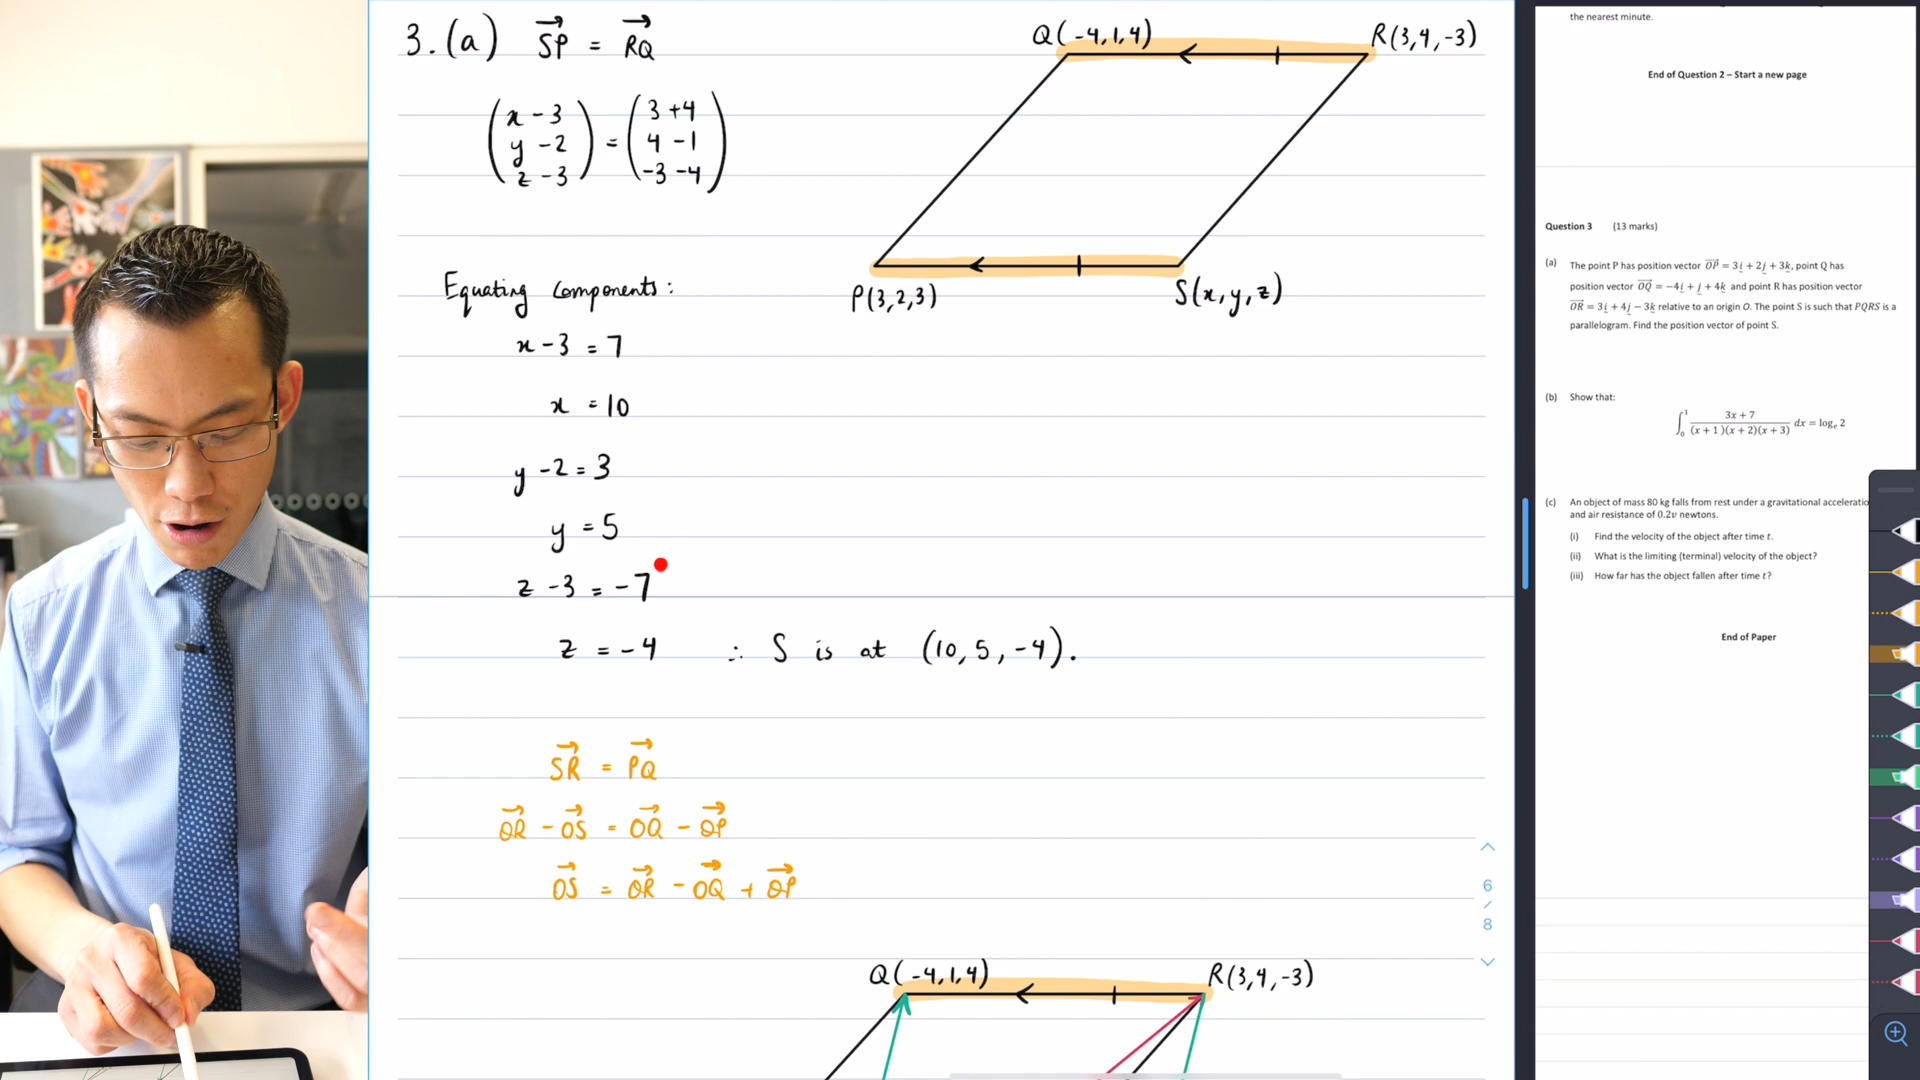 3. (a) →SP = →RQ
Q(-4,1,4)
R(3,4,-3)
(x - 3) = (3 + 4)
(y - 2) (4 - 1)
(z - 3) (-3 - 4)
P(3,2,3)
S(x,y,z)
Equating components:
x - 3 = 7
x = 10
y - 2 = 3
y = 5
z - 3 = -7
z = -4 ∴ S is at (10, 5, -4).
→SR = →PQ
→OR - →OS = →OQ - →OP
→OS = →OR - →OQ + →OP
Q(-4,1,4)
R(3,4,-3)
6
/
8
the nearest minute.
End of Question 2 – Start a new page
Question 3 (13 marks)
(a) The point P has position vector →OP = 3i + 2j + 3k, point Q has
position vector →OQ = −4i + j + 4k and point R has position vector
→OR = 3i + 4j − 3k relative to an origin O. The point S is such that PQRS is a
parallelogram. Find the position vector of point S.
(b) Show that:
∫₀¹ (3x + 7) / ((x + 1)(x + 2)(x + 3)) dx = logₑ 2
(c) An object of mass 80 kg falls from rest under a gravitational
and air resistance of 0.2v newtons.
(i) Find the velocity of the object after time t.
(ii) What is the limiting (terminal) velocity of the object?
(iii) How far has the object fallen after time t?
End of Paper